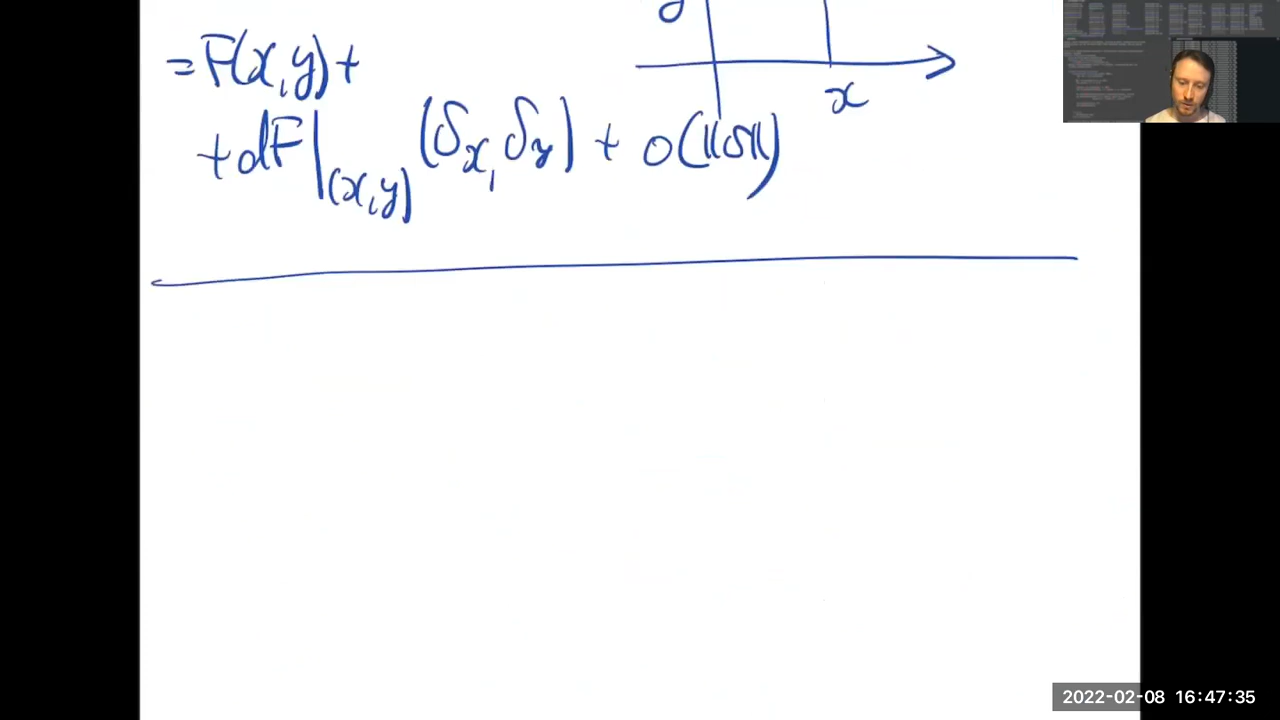 y
= F(x,y) +
x
+ dF|(x,y) (δx, δy) + o(‖δ‖)
2022-02-08 16:47:35